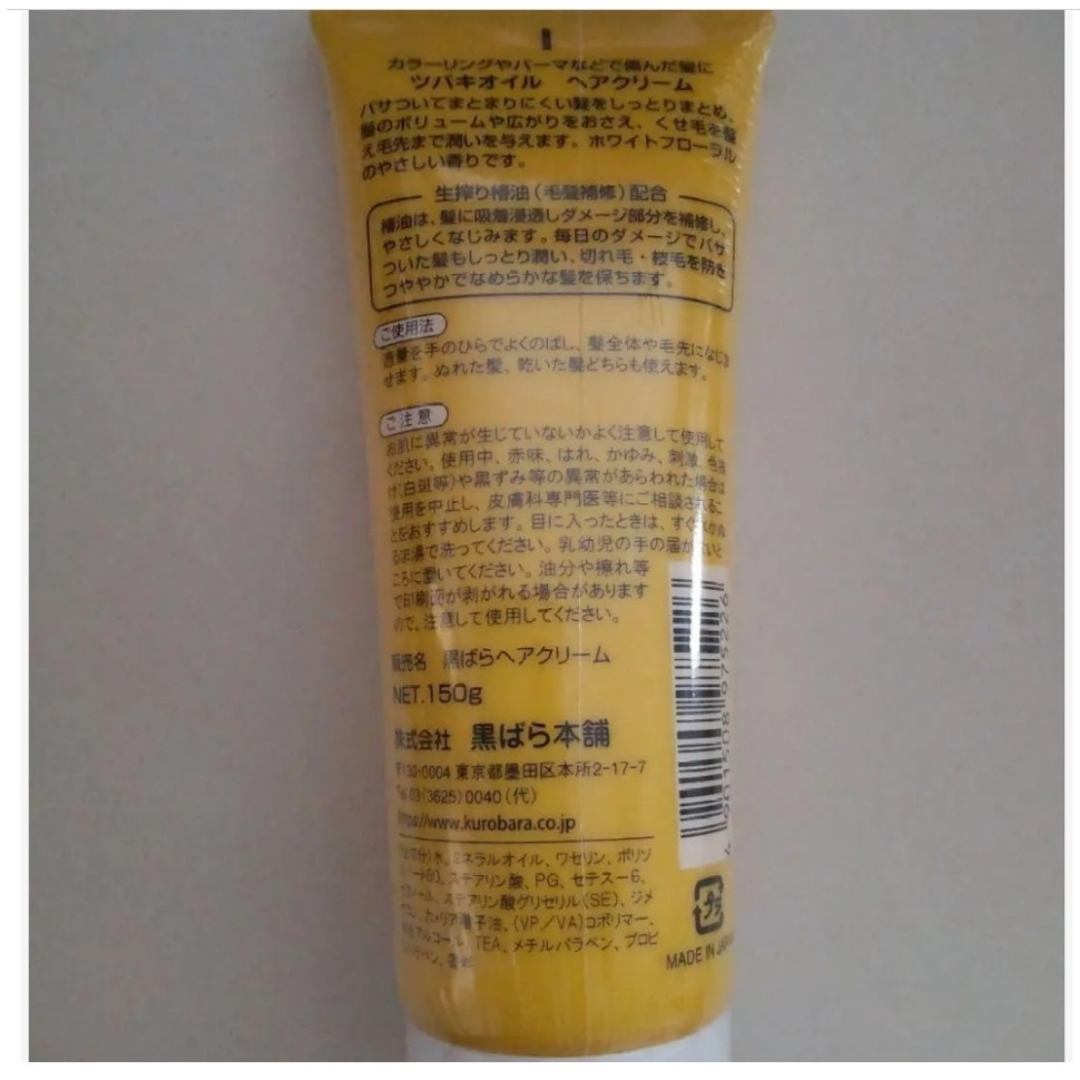 カラーリングやパーマなどで傷んだ髪に
ツバキオイル ヘアクリーム
パサついてまとまりにくい髪をしっとりまとめ、
髪のボリュームや広がりをおさえ、くせ毛を整
え毛先まで潤いを与えます。ホワイトフローラル
のやさしい香りです。
生搾り椿油(毛髪補修)配合
椿油は、髪に吸着浸透しダメージ部分を補修し、
やさしくなじみます。毎日のダメージでパサ
ついた髪もしっとり潤い、切れ毛・枝毛を防ぎ
つややかでなめらかな髪を保ちます。
ご使用法
適量を手のひらでよくのばし、髪全体や毛先になじま
せます。ぬれた髪、乾いた髪どちらも使えます。
ご注意
お肌に異常が生じていないかよく注意して使用して
ください。使用中、赤味、はれ、かゆみ、刺激、色抜
け(白斑等)や黒ずみ等の異常があらわれた場合は
使用を中止し、皮膚科専門医等にご相談されるこ
とをおすすめします。目に入ったときは、すぐ
るま湯で洗ってください。乳幼児の手の届かないと
ころに置いてください。油分や擦れ等
で印刷面が剥がれる場合があります
ので、注意して使用してください。
販売名 黒ばらヘアクリーム
NET.150g
株式会社 黒ばら本舗
〒130-0004 東京都墨田区本所2-17-7
Tel.03(3625)0040(代)
https://www.kurobara.co.jp
水、ミネラルオイル、ワセリン、ポリソ
ステアリン酸、PG、セテスー6、
ステアリン酸グリセリル(SE)、ジメ
カメリア種子油、(VP/VA)コポリマー、
アルコール、TEA、メチルパラベン、プロピ
香料
4901508975226
プラ
MADE IN JAPAN